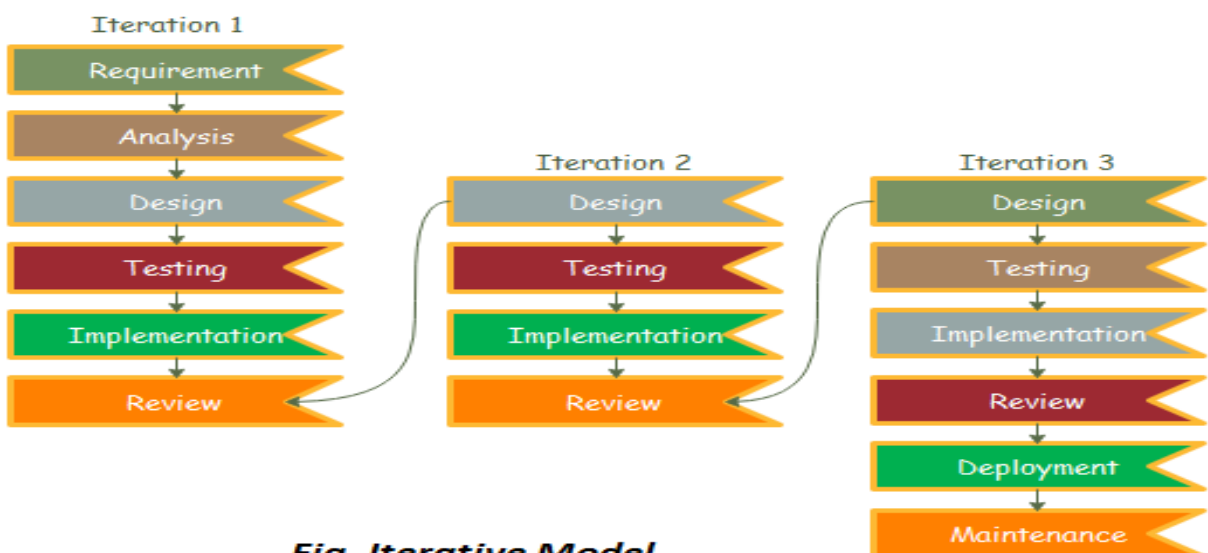 Iteration 1
Requirement
Analysis
Design
Testing
Implementation
Review
Iteration 2
Design
Testing
Implementation
Review
Iteration 3
Design
Testing
Implementation
Review
Deployment
Maintenance
Fig. Iterative Model